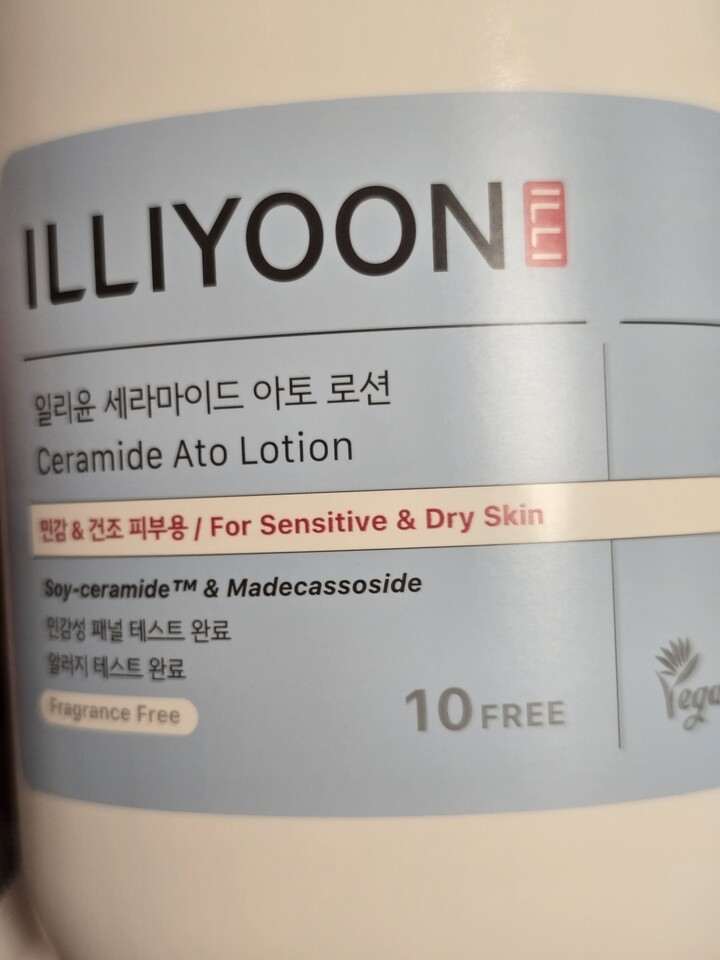 ILLIYOON ILLI
일리윤 세라마이드 아토 로션
Ceramide Ato Lotion
민감 & 건조 피부용 / For Sensitive & Dry Skin
Soy-ceramide™ & Madecassoside
민감성 패널 테스트 완료
알러지 테스트 완료
Fragrance Free
10 FREE